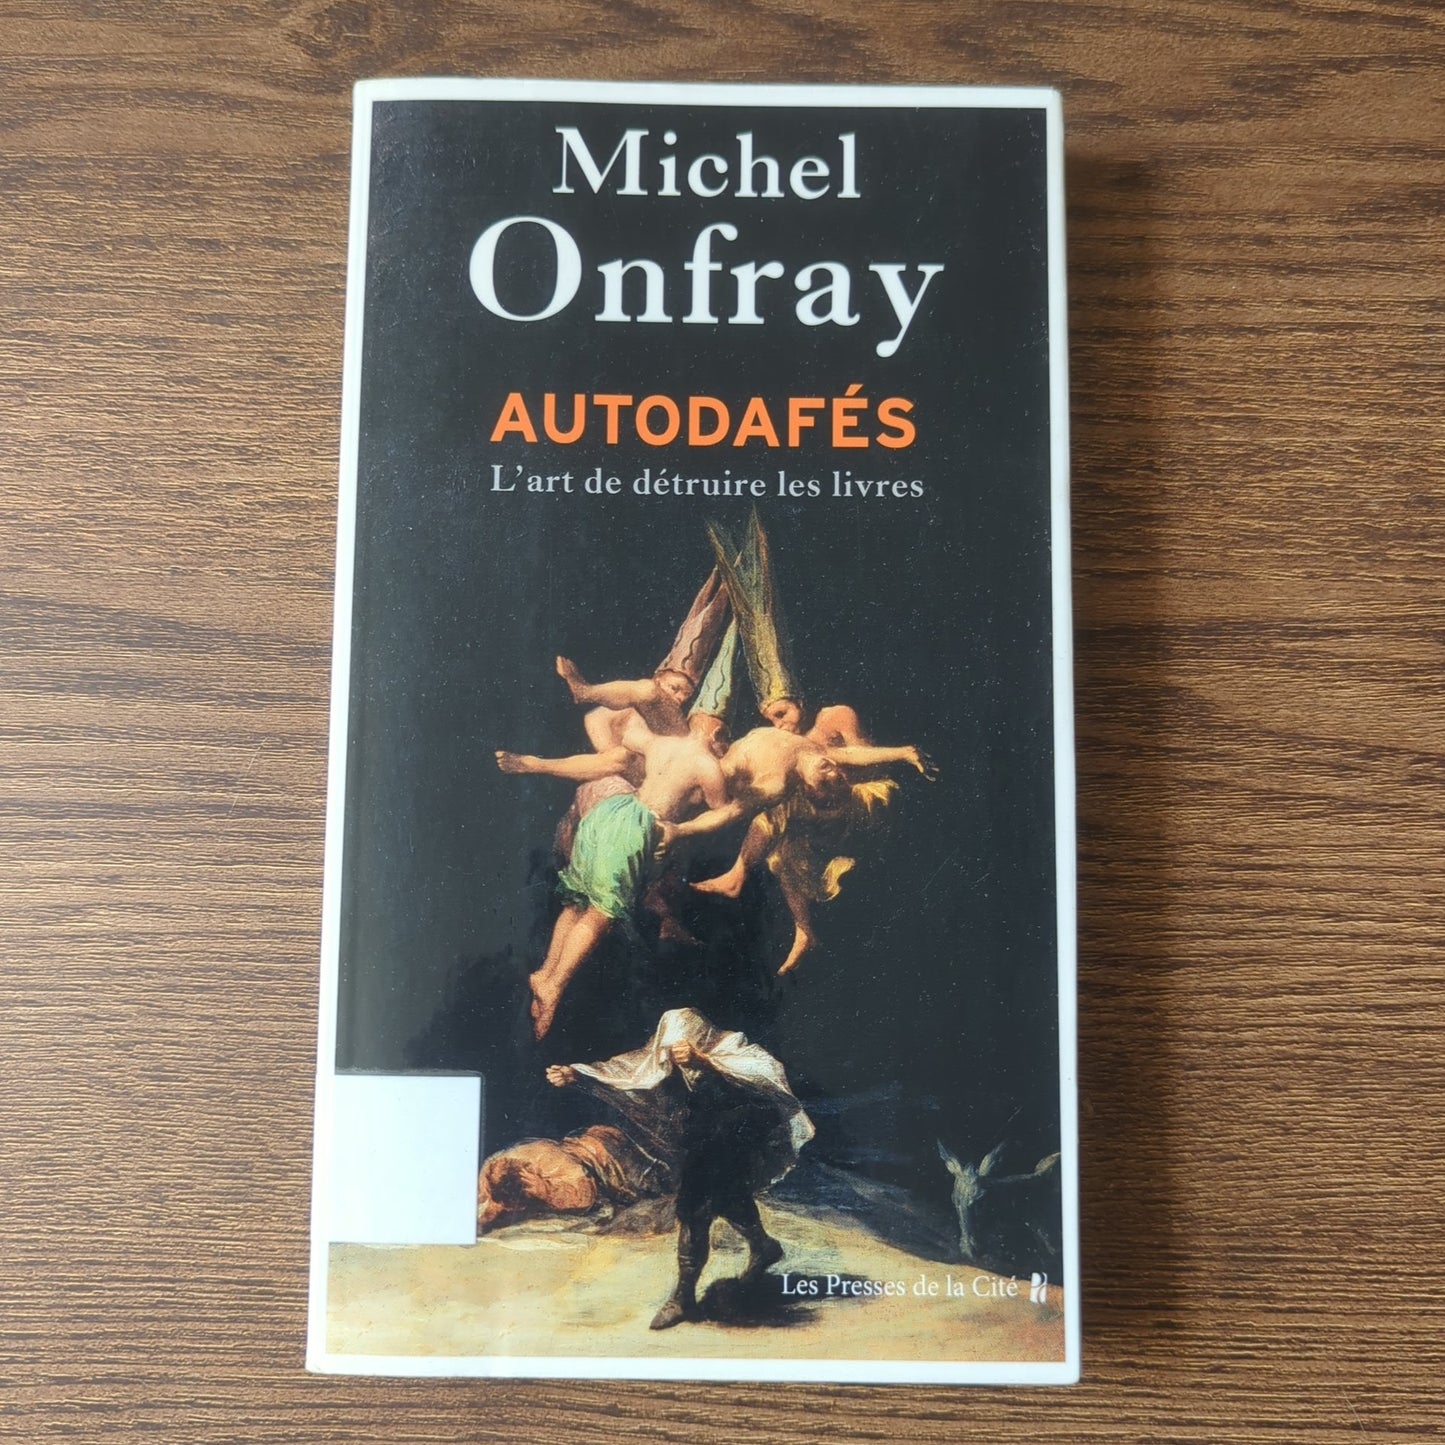 Michel
Onfray
AUTODAFÉS
L'art de détruire les livres
Les Presses de la Cité